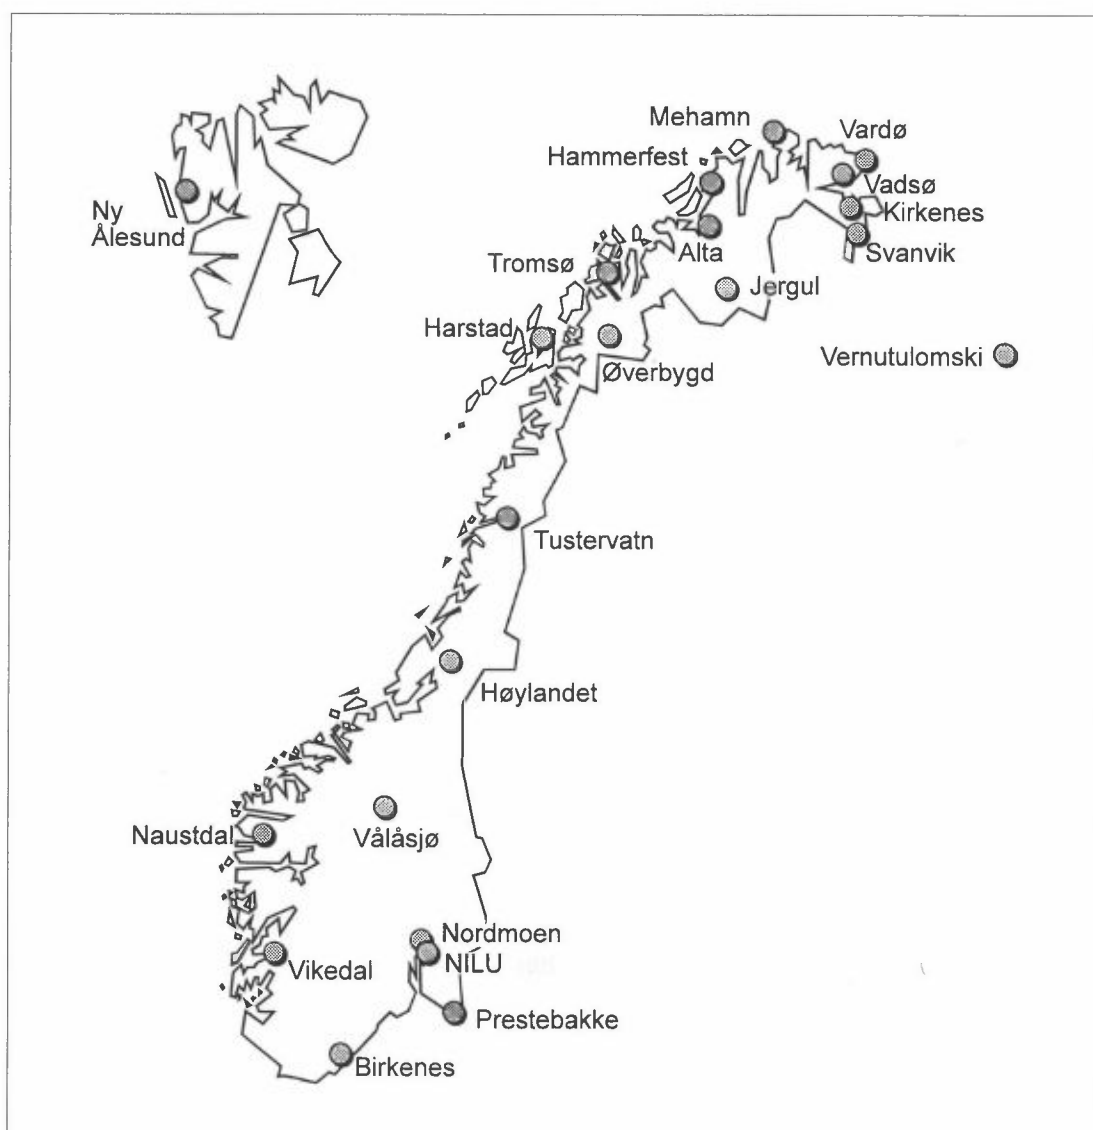 Mehamn
Vardø
Hammerfest
Vadsø
Ny
Ålesund
Kirkenes
Alta
Svanvik
Tromsø
Jergul
Harstad
Vernutulomski
Øverbygd
Tustervatn
Høylandet
Naustdal
Vålåsjø
Nordmoen
NILU
Vikedal
Prestebakke
Birkenes